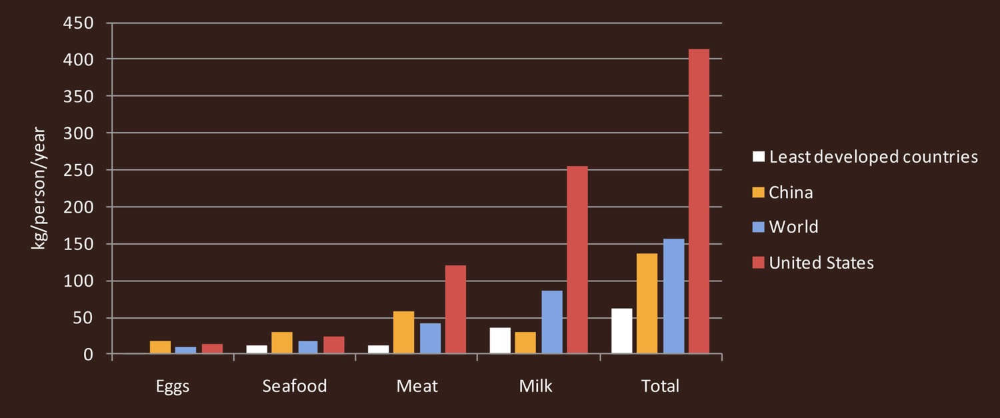 450
400
350
300
250
200
150
100
50
0
kg/person/year
Eggs
Seafood
Meat
Milk
Total
Least developed countries
China
World
United States